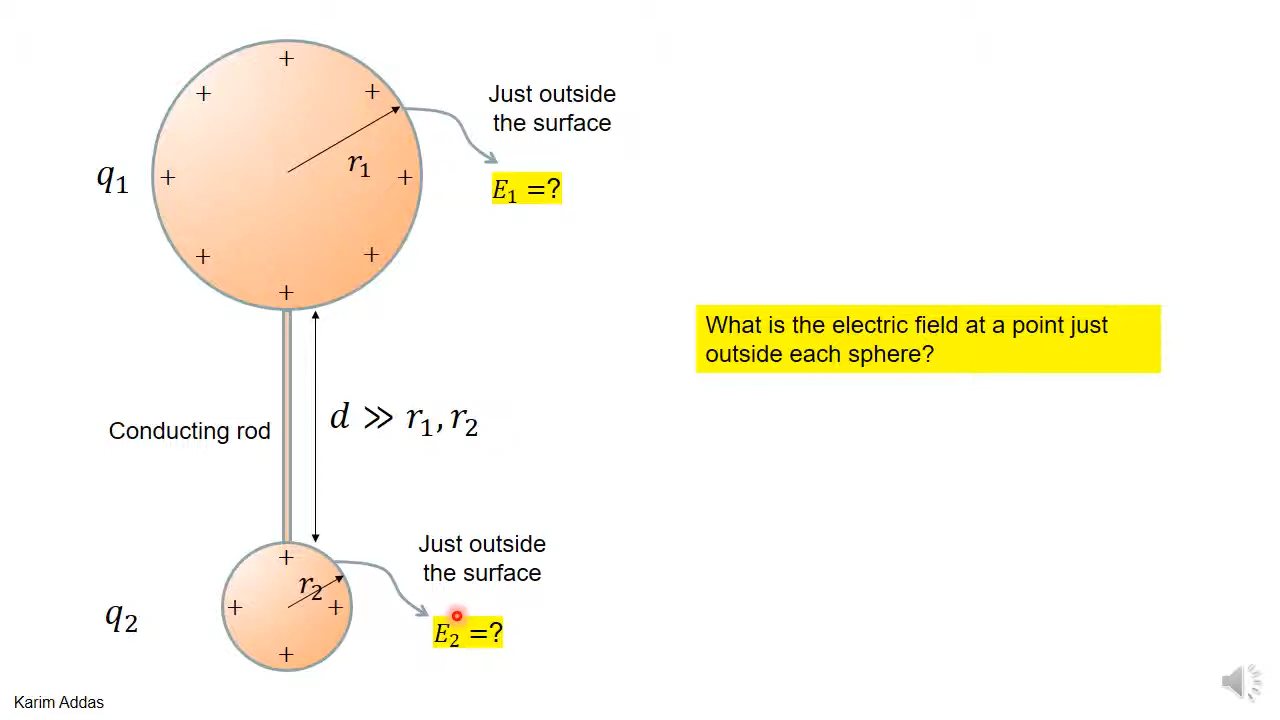 Just outside
the surface
r₁
q₁
E₁ =?
What is the electric field at a point just
outside each sphere?
d ≫ r₁, r₂
Conducting rod
Just outside
the surface
r₂
q₂
E₂ =?
Karim Addas